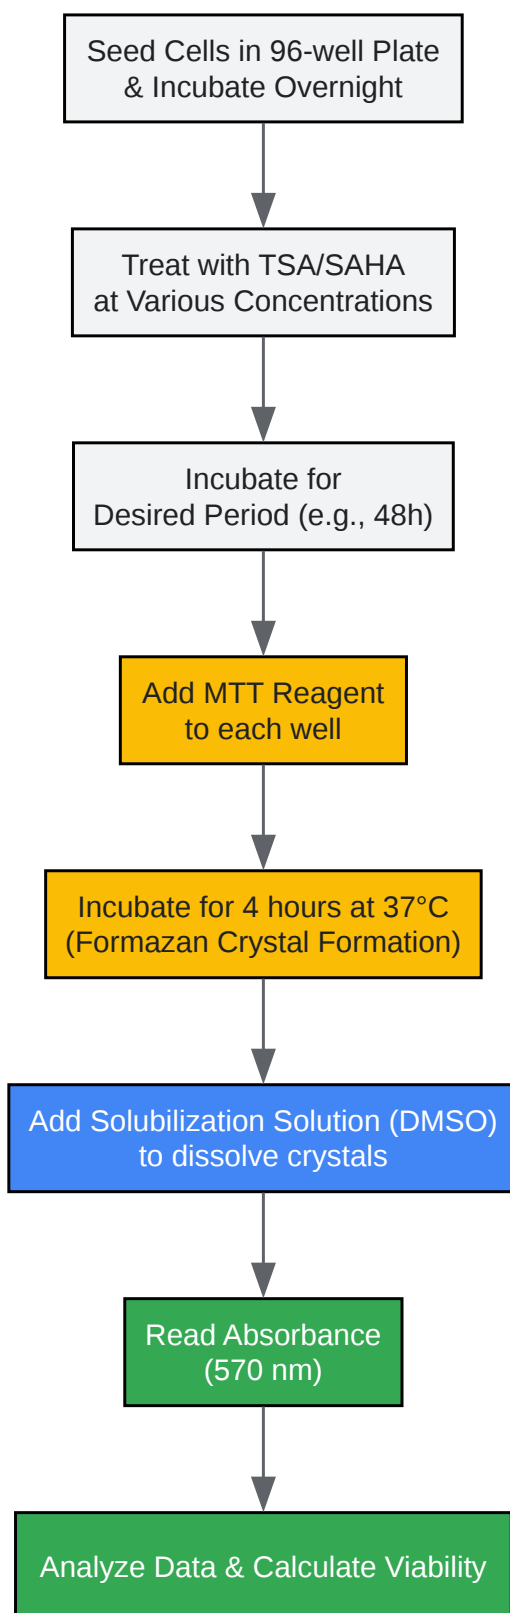 Seed Cells in 96-well Plate
& Incubate Overnight
Treat with TSA/SAHA
at Various Concentrations
Incubate for
Desired Period (e.g., 48h)
Add MTT Reagent
to each well
Incubate for 4 hours at 37°C
(Formazan Crystal Formation)
Add Solubilization Solution (DMSO)
to dissolve crystals
Read Absorbance
(570 nm)
Analyze Data & Calculate Viability